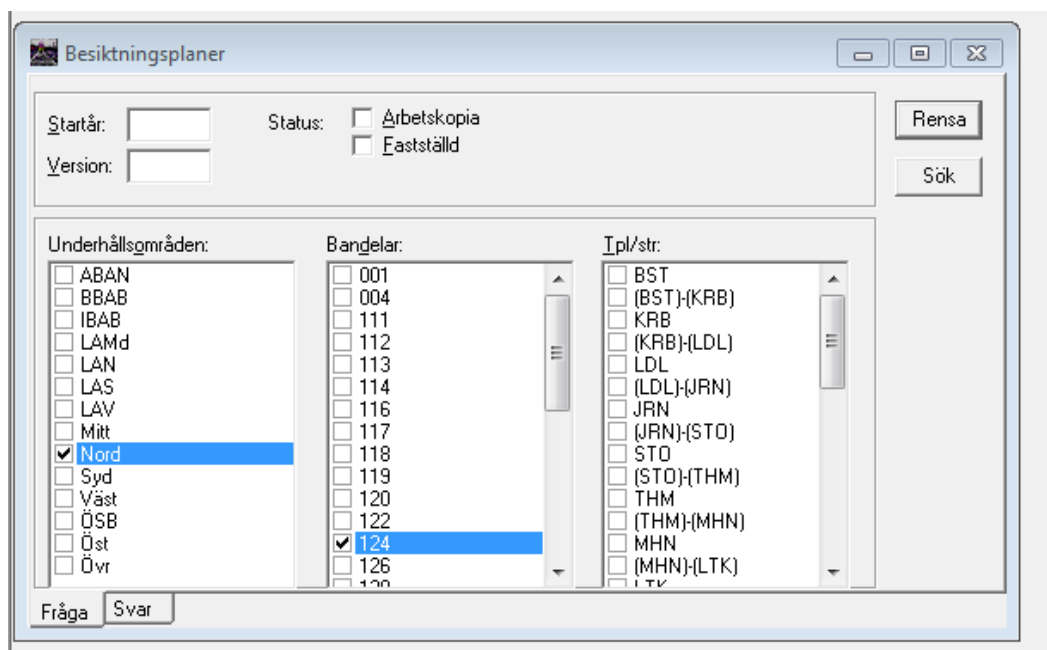 Besiktningsplaner
Startår:
Status:
Arbetskopia
Fastställd
Version:
Rensa
Sök
Underhållsområden:
ABAN
BBAB
IBAB
LAMd
LAN
LAS
LAV
Mitt
Nord
Syd
Väst
ÖSB
Öst
Övr
Bandelar:
001
004
111
112
113
114
116
117
118
119
120
122
124
126
Tpl/str:
BST
(BST)-(KRB)
KRB
(KRB)-(LDL)
LDL
(LDL)-(JRN)
JRN
(JRN)-(STO)
STO
(STO)-(THM)
THM
(THM)-(MHN)
MHN
(MHN)-(LTK)
LTK
Fråga
Svar